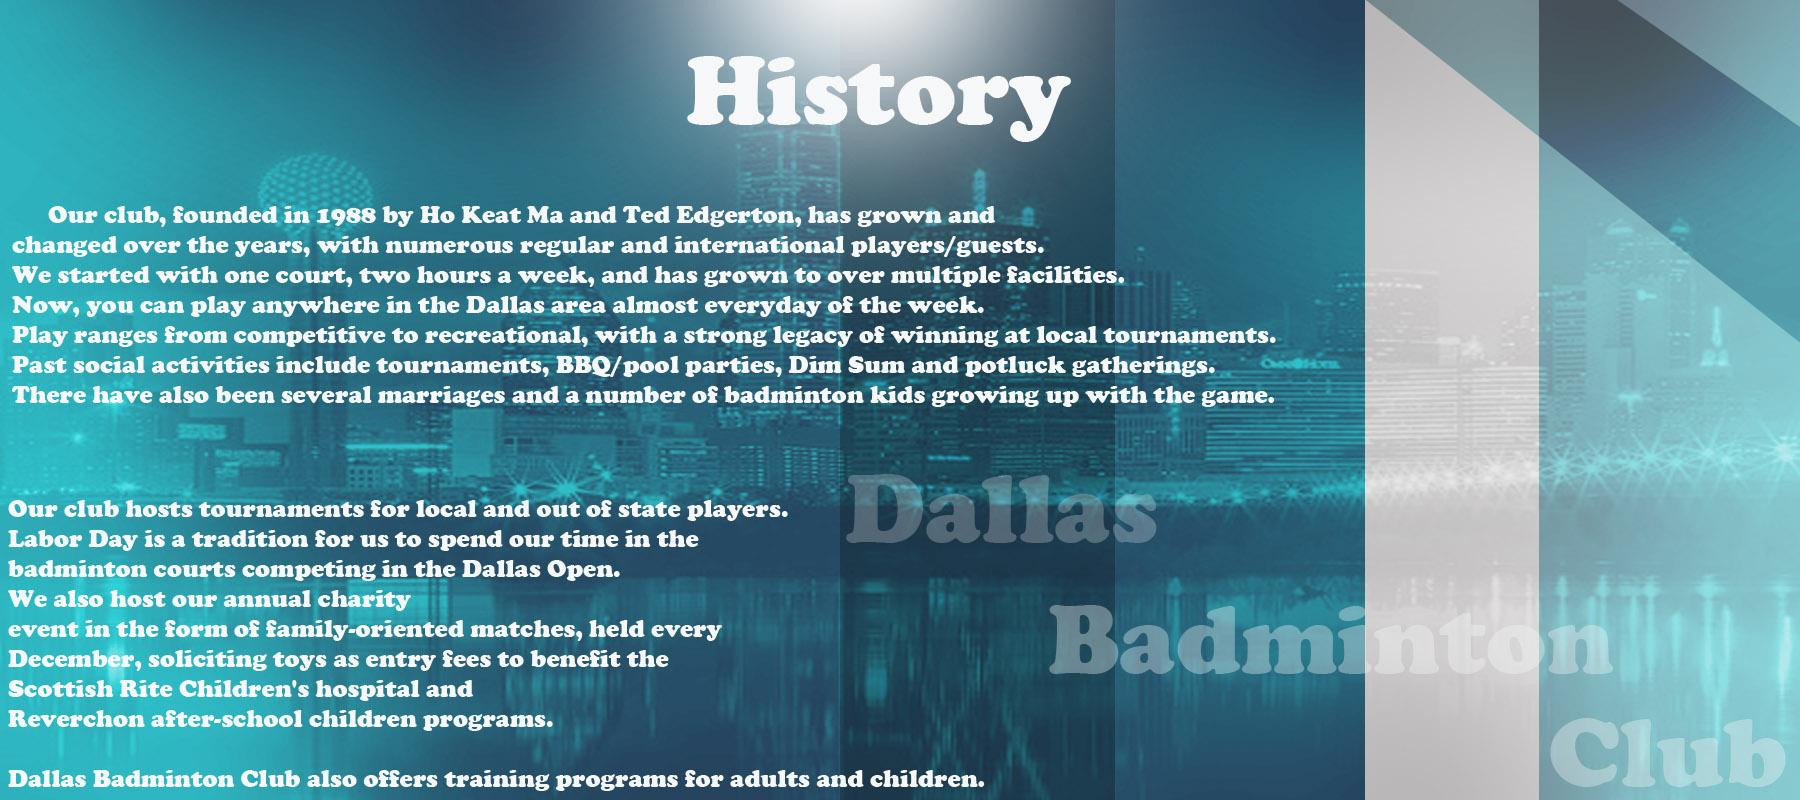 History
Our club, founded in 1988 by Ho Keat Ma and Ted Edgerton, has grown and
changed over the years, with numerous regular and international players/guests.
We started with one court, two hours a week, and has grown to over multiple facilities.
Now, you can play anywhere in the Dallas area almost everyday of the week.
Play ranges from competitive to recreational, with a strong legacy of winning at local tournaments.
Past social activities include tournaments, BBQ/pool parties, Dim Sum and potluck gatherings.
There have also been several marriages and a number of badminton kids growing up with the game.
Our club hosts tournaments for local and out of state players.
Labor Day is a tradition for us to spend our time in the
badminton courts competing in the Dallas Open.
We also host our annual charity
event in the form of family-oriented matches, held every
December, soliciting toys as entry fees to benefit the
Scottish Rite Children's hospital and
Reverchon after-school children programs.
Dallas Badminton Club also offers training programs for adults and children.
Dallas
Badminton
Club